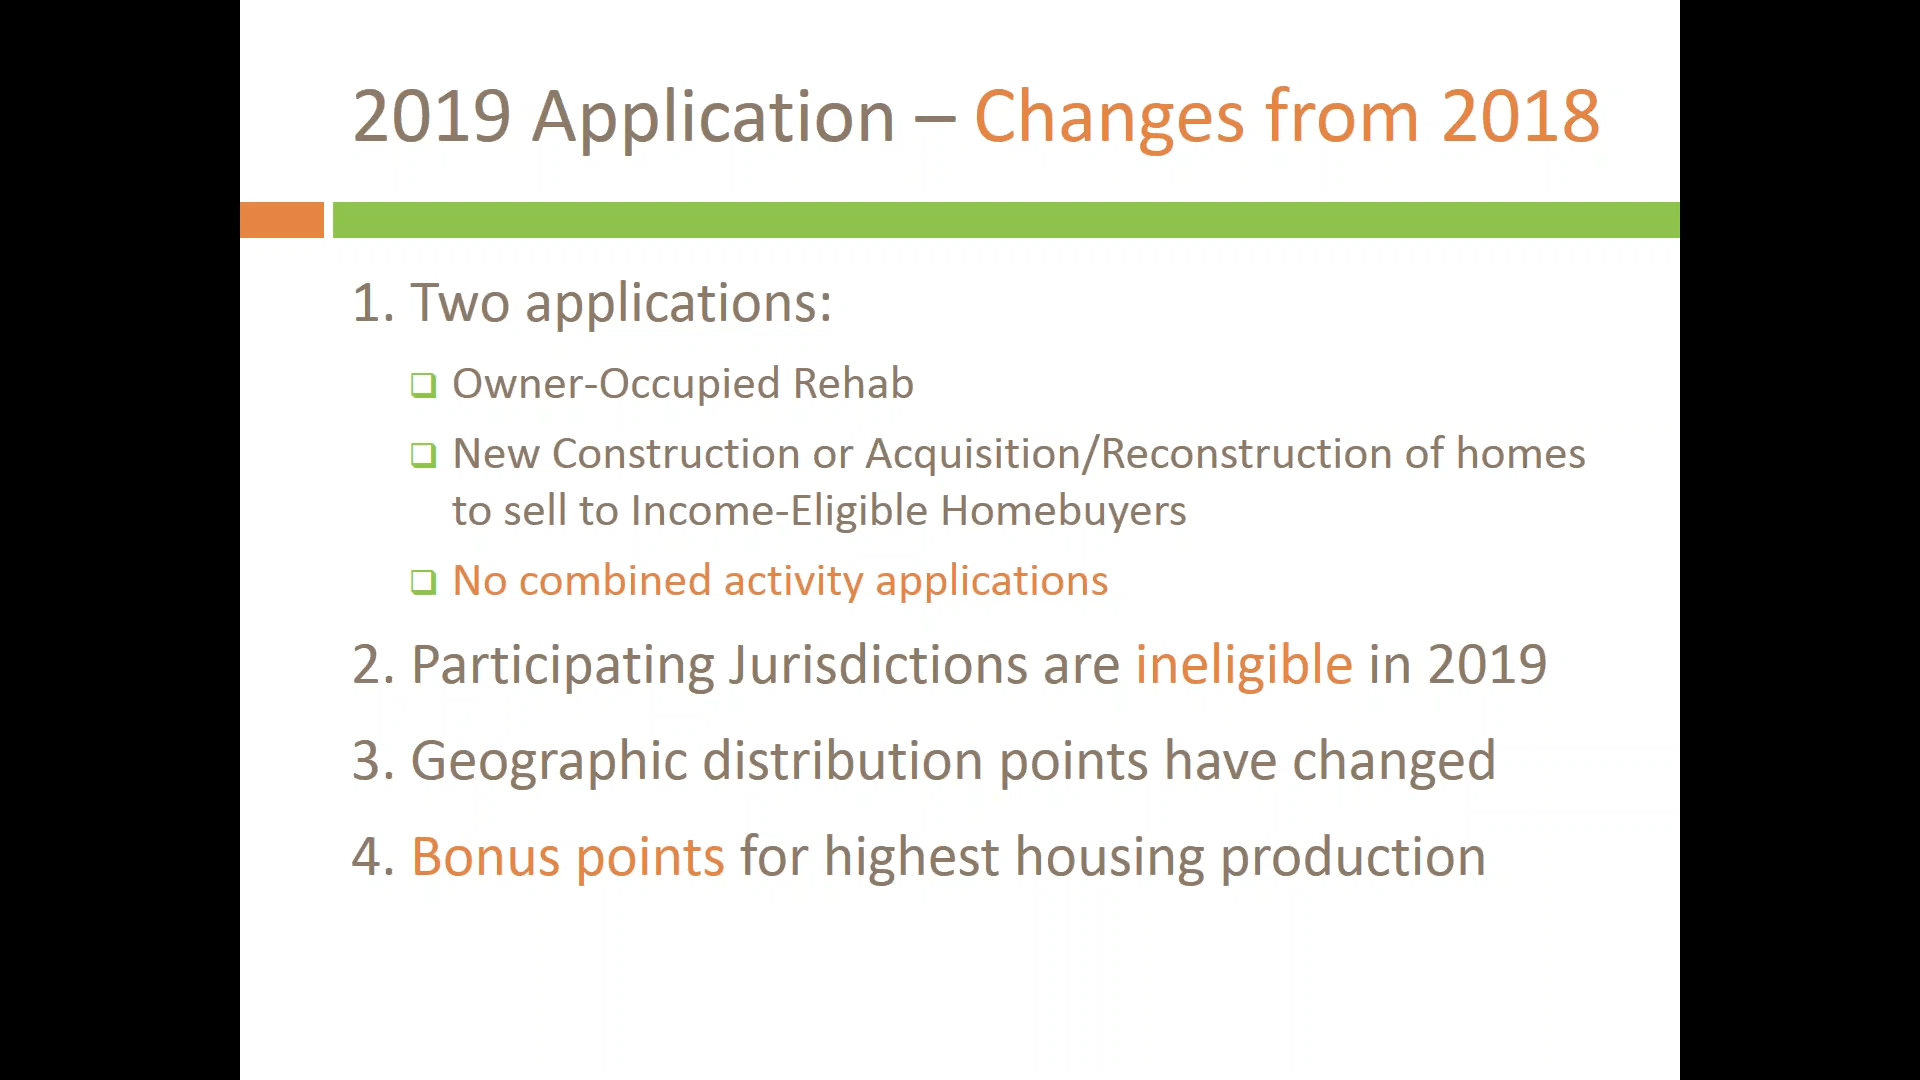 2019 Application – Changes from 2018
1. Two applications:
❑ Owner-Occupied Rehab
❑ New Construction or Acquisition/Reconstruction of homes
to sell to Income-Eligible Homebuyers
❑ No combined activity applications
2. Participating Jurisdictions are ineligible in 2019
3. Geographic distribution points have changed
4. Bonus points for highest housing production